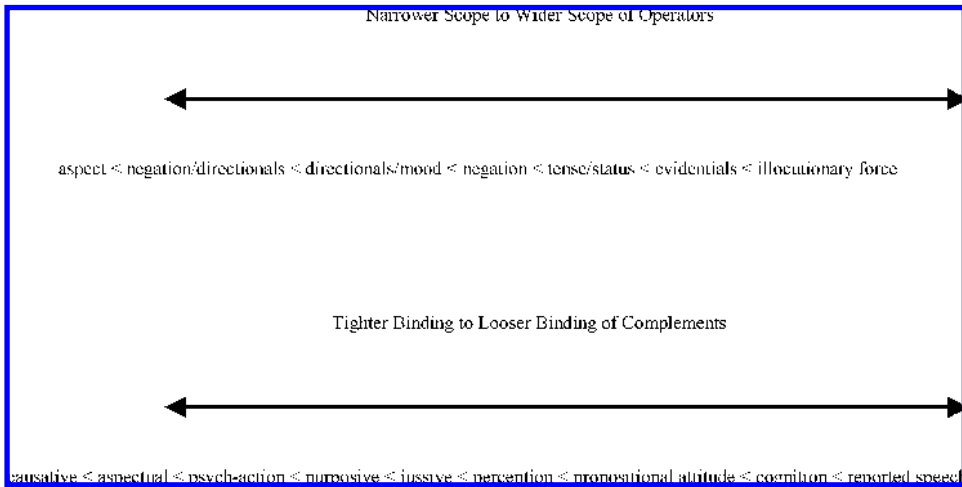 Narrower Scope to Wider Scope of Operators
aspect < negation/directionals < directionals/mood < negation < tense/status < evidentials < illocutionary force
Tighter Binding to Looser Binding of Complements
causative < aspectual < psych-action < purposive < jussive < perception < propositional attitude < cognition < reported speech